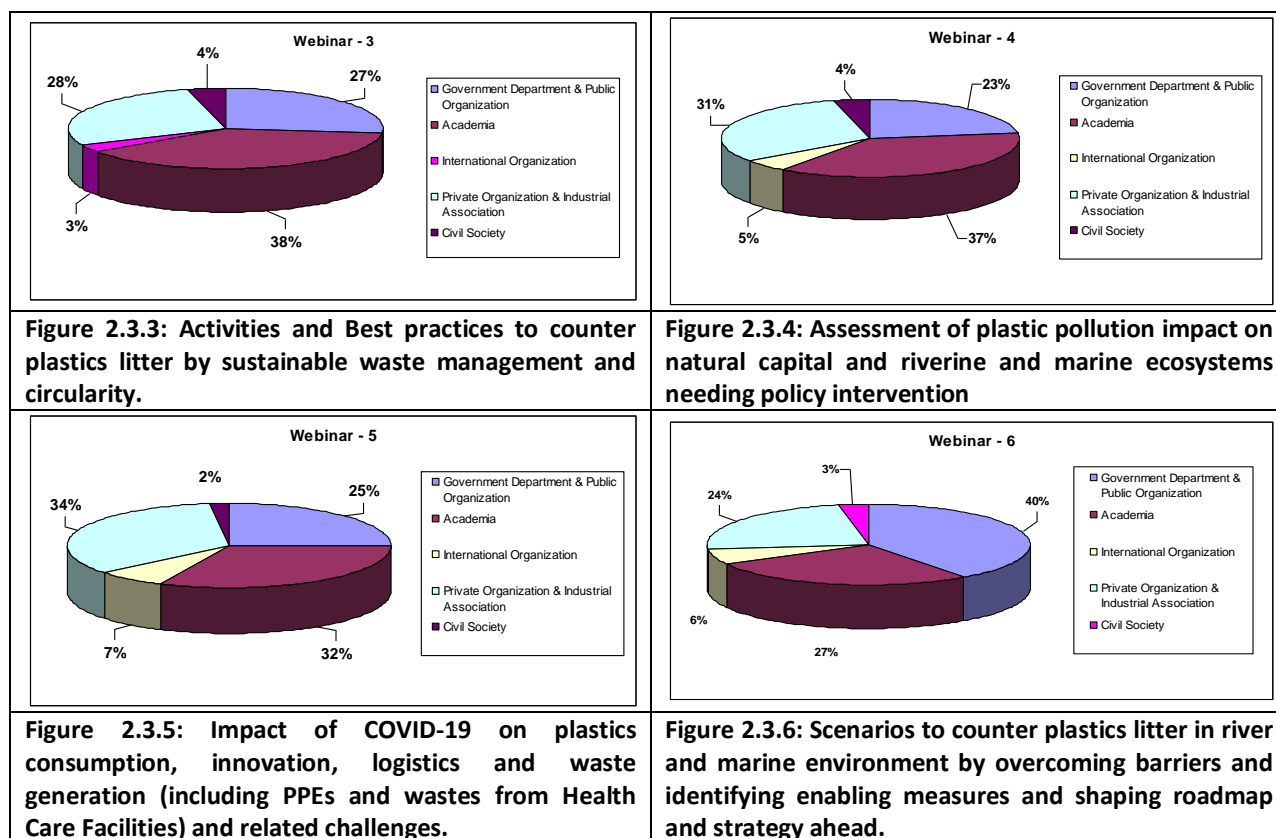 Webinar - 3
4%
28%
27%
3%
38%
Government Department & Public
Organization
Academia
International Organization
Private Organization & Industrial
Association
Civil Society
Figure 2.3.3: Activities and Best practices to counter
plastics litter by sustainable waste management and
circularity.
Webinar - 4
4%
23%
31%
5%
37%
Government Department & Public
Organization
Academia
International Organization
Private Organization & Industrial
Association
Civil Society
Figure 2.3.4: Assessment of plastic pollution impact on
natural capital and riverine and marine ecosystems
needing policy intervention
Webinar - 5
2%
34%
25%
7%
32%
Government Department & Public
Organization
Academia
International Organization
Private Organization & Industrial
Association
Civil Society
Figure 2.3.5: Impact of COVID-19 on plastics
consumption, innovation, logistics and waste
generation (including PPEs and wastes from Health
Care Facilities) and related challenges.
Webinar - 6
3%
24%
40%
6%
27%
Government Department &
Public Organization
Academia
International Organization
Private Organization &
Industrial Association
Civil Society
Figure 2.3.6: Scenarios to counter plastics litter in river
and marine environment by overcoming barriers and
identifying enabling measures and shaping roadmap
and strategy ahead.